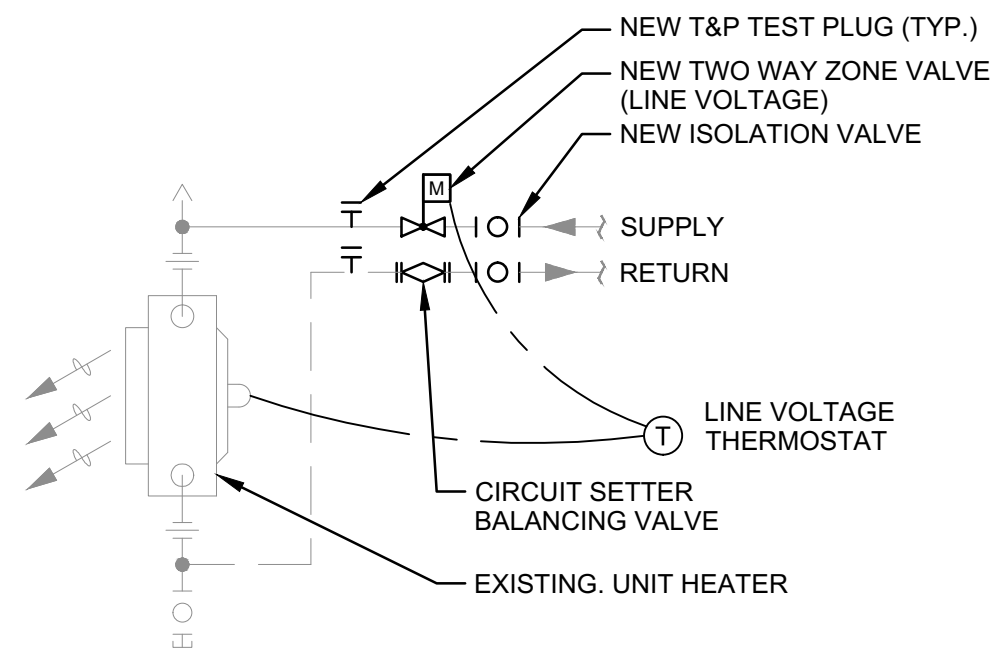 NEW T&P TEST PLUG (TYP.)
NEW TWO WAY ZONE VALVE
(LINE VOLTAGE)
NEW ISOLATION VALVE
M
SUPPLY
RETURN
LINE VOLTAGE
THERMOSTAT
T
CIRCUIT SETTER
BALANCING VALVE
EXISTING. UNIT HEATER